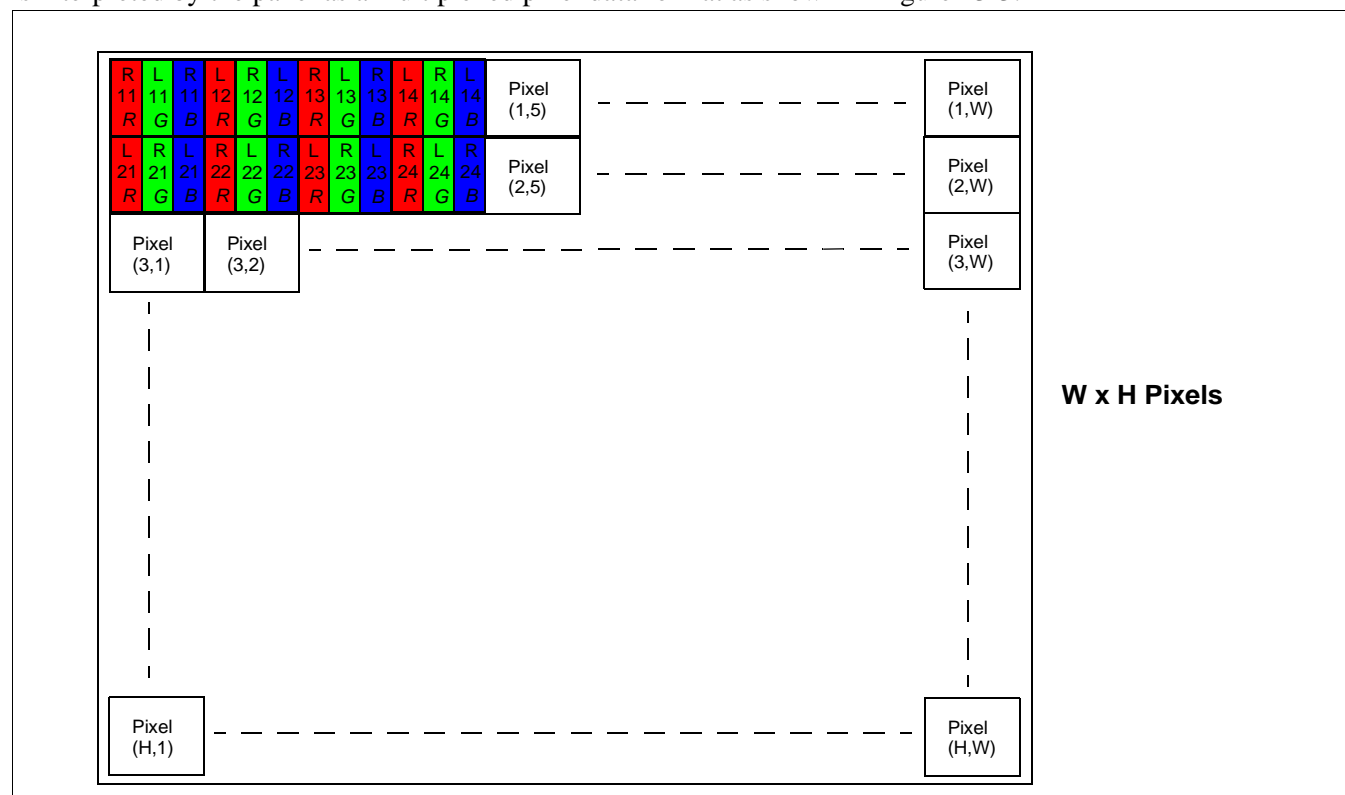 R L R L R L R L R L R L
11 11 11 12 12 12 13 13 13 14 14 14
R G B R G B R G B R G B
Pixel
(1,5)
Pixel
(1,W)
L R L R L R L R L R L R
21 21 21 22 22 22 23 23 23 24 24 24
R G B R G B R G B R G B
Pixel
(2,5)
Pixel
(2,W)
Pixel
(3,1)
Pixel
(3,2)
Pixel
(3,W)
W x H Pixels
Pixel
(H,1)
Pixel
(H,W)